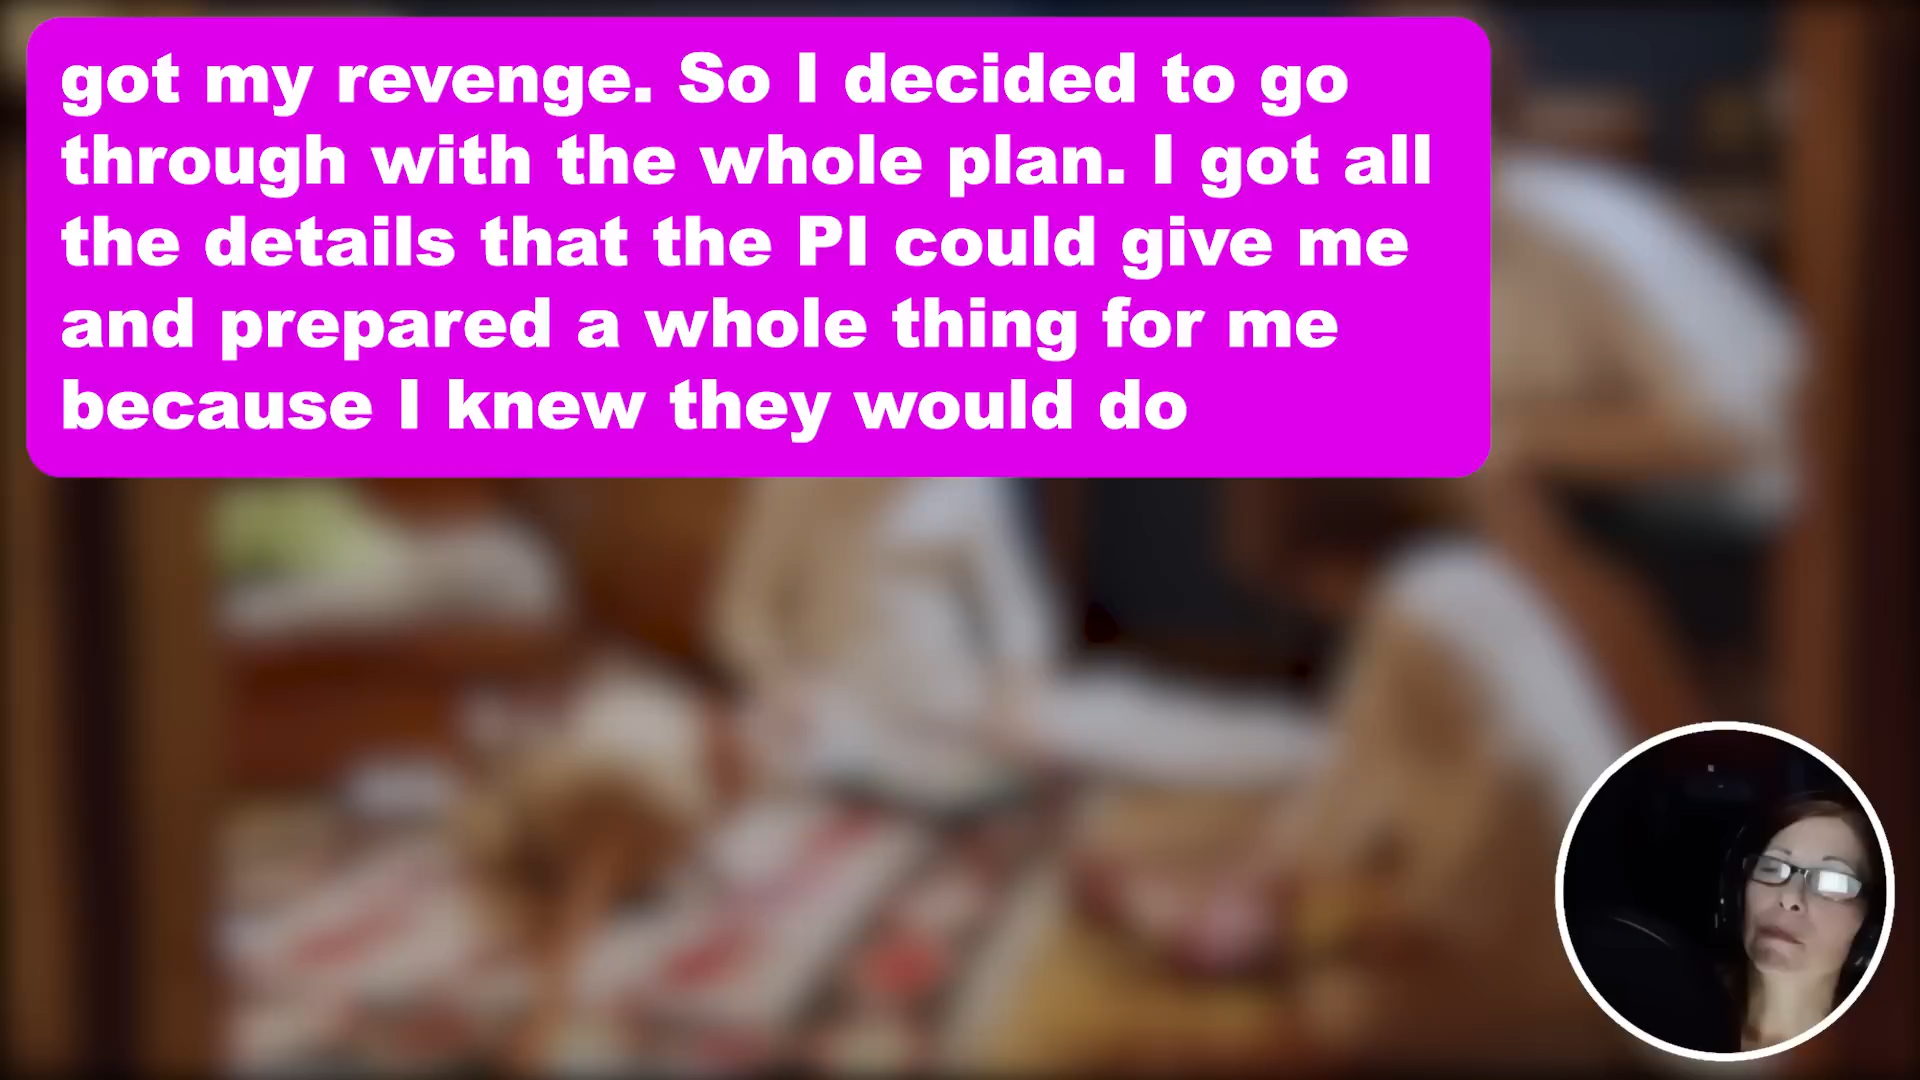 got my revenge. So I decided to go
through with the whole plan. I got all
the details that the PI could give me
and prepared a whole thing for me
because I knew they would do